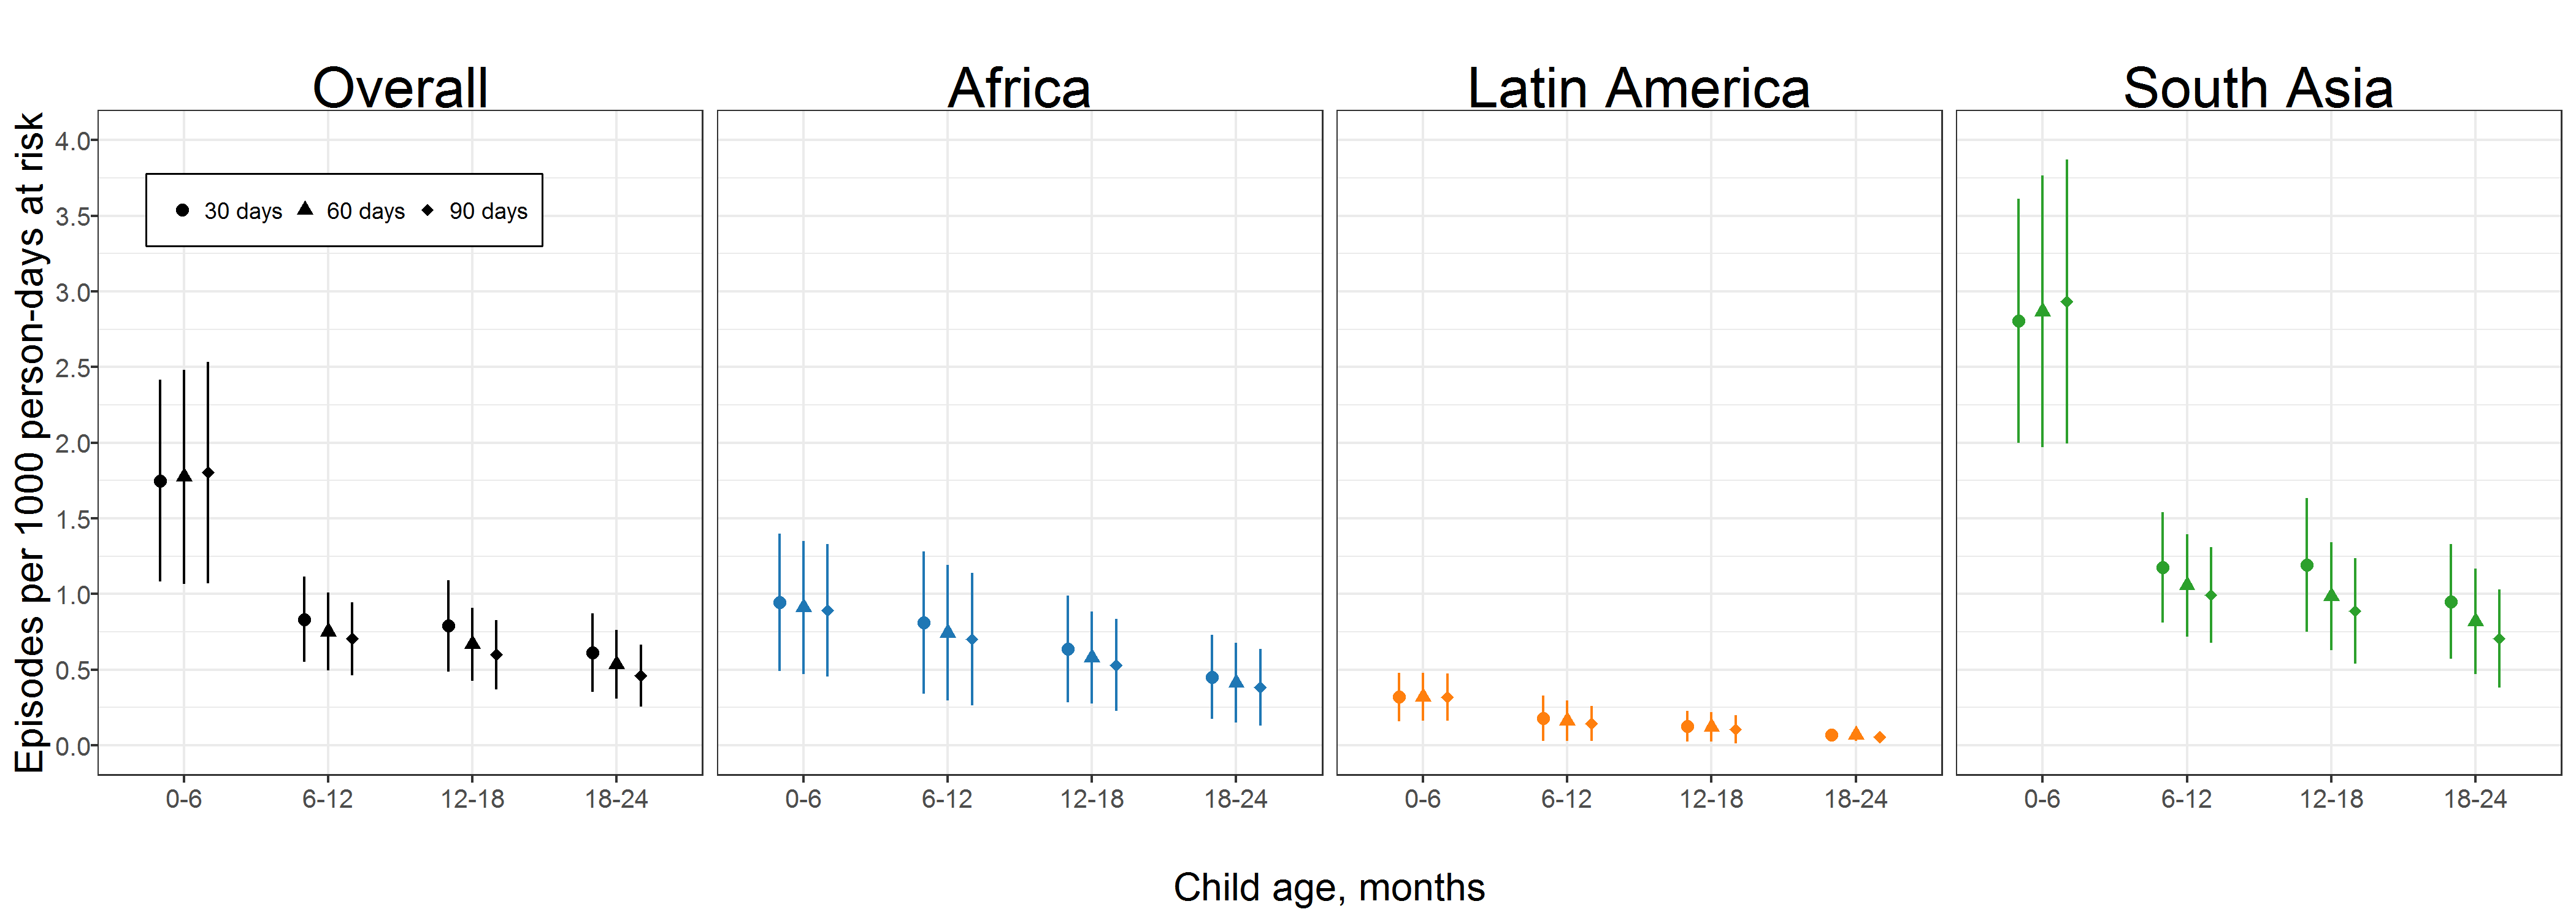 Overall Africa Latin America South Asia
Episodes per 1000 person-days at risk
4.0
3.5
3.0
2.5
2.0
1.5
1.0
0.5
0.0
30 days 60 days 90 days
0-6 6-12 12-18 18-24 0-6 6-12 12-18 18-24 0-6 6-12 12-18 18-24 0-6 6-12 12-18 18-24
Child age, months